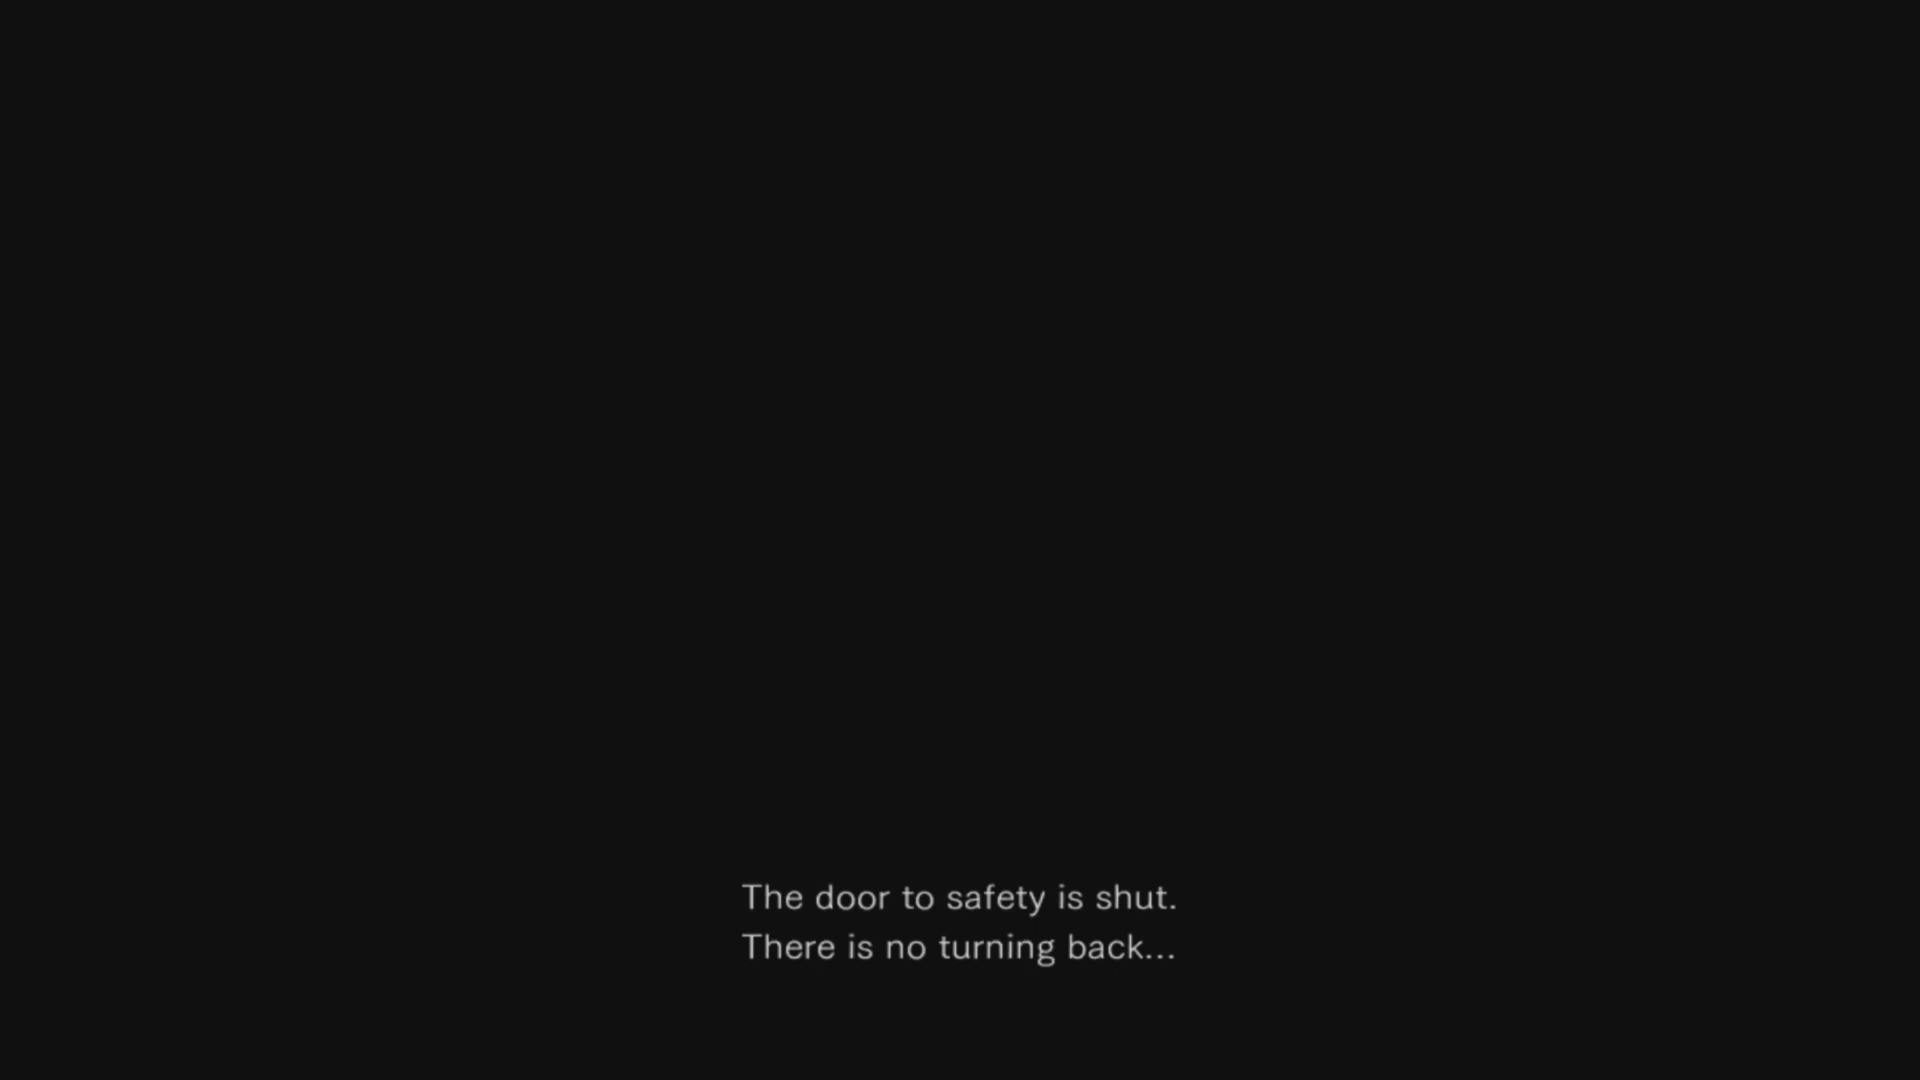 The door to safety is shut.
There is no turning back...